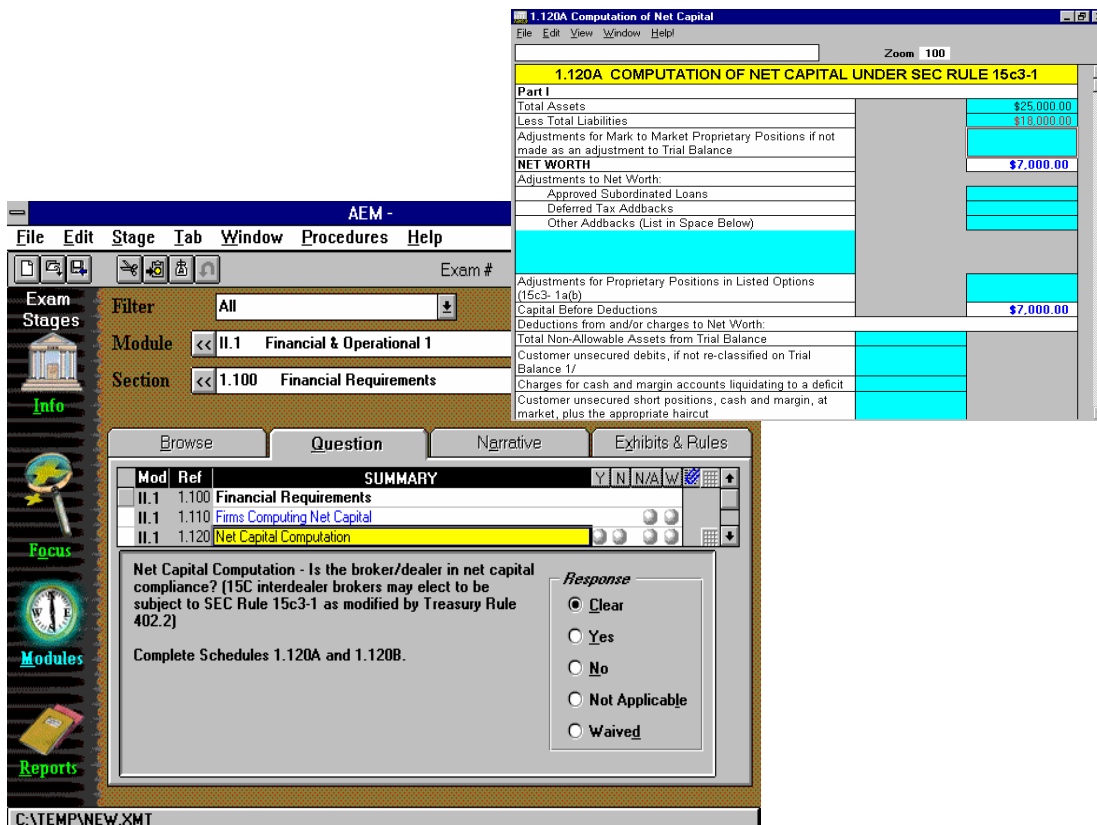 1.120A Computation of Net Capital
File Edit View Window Help!
Zoom 100
1.120A COMPUTATION OF NET CAPITAL UNDER SEC RULE 15c3-1
Part I
Total Assets $25,000.00
Less Total Liabilities $18,000.00
Adjustments for Mark to Market Proprietary Positions if not
made as an adjustment to Trial Balance
NET WORTH $7,000.00
Adjustments to Net Worth:
Approved Subordinated Loans
Deferred Tax Addbacks
Other Addbacks (List in Space Below)
Adjustments for Proprietary Positions in Listed Options
(15c3- 1a(b)
Capital Before Deductions $7,000.00
Deductions from and/or charges to Net Worth:
Total Non-Allowable Assets from Trial Balance
Customer unsecured debits, if not re-classified on Trial
Balance 1/
Charges for cash and margin accounts liquidating to a deficit
Customer unsecured short positions, cash and margin, at
market, plus the appropriate haircut
AEM -
File Edit Stage Tab Window Procedures Help
Exam #
Exam
Stages
Info
Focus
Modules
Reports
Filter All
Module << II.1 Financial & Operational 1
Section << 1.100 Financial Requirements
Browse Question Narrative Exhibits & Rules
Mod Ref SUMMARY Y N N/A W
II.1 1.100 Financial Requirements
II.1 1.110 Firms Computing Net Capital
II.1 1.120 Net Capital Computation
Net Capital Computation - Is the broker/dealer in net capital
compliance? (15C interdealer brokers may elect to be
subject to SEC Rule 15c3-1 as modified by Treasury Rule
402.2)
Complete Schedules 1.120A and 1.120B.
Response
Clear
Yes
No
Not Applicable
Waived
C:\TEMP\NEW.XMT